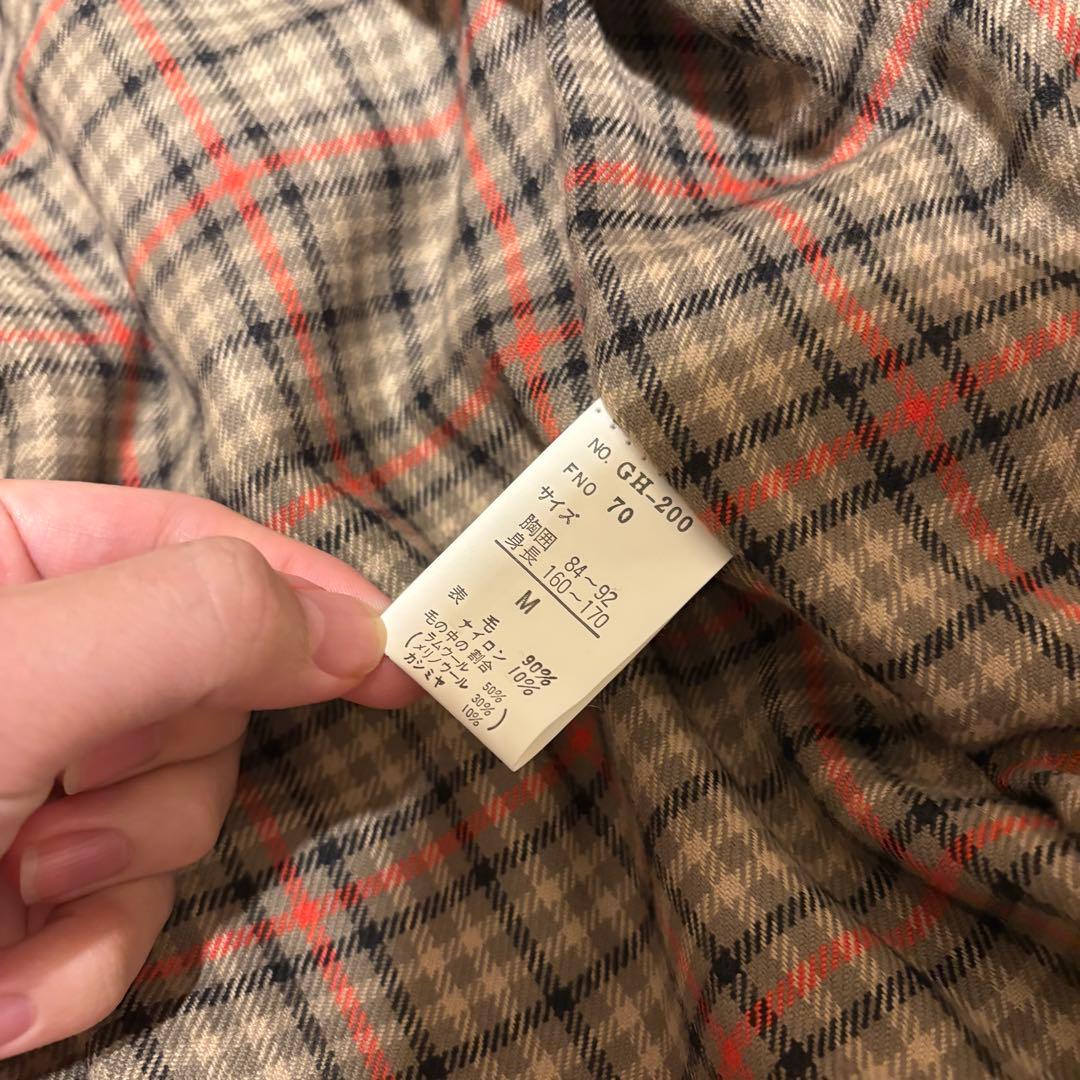 NO. GH-200
FNO 70
サイズ
胸囲 84~92
身長 160~170
M
表 毛 90%
ナイロン 10%
毛の中の割合
(ラムウール 50%
メリノウール 30%
カシミヤ 10%)